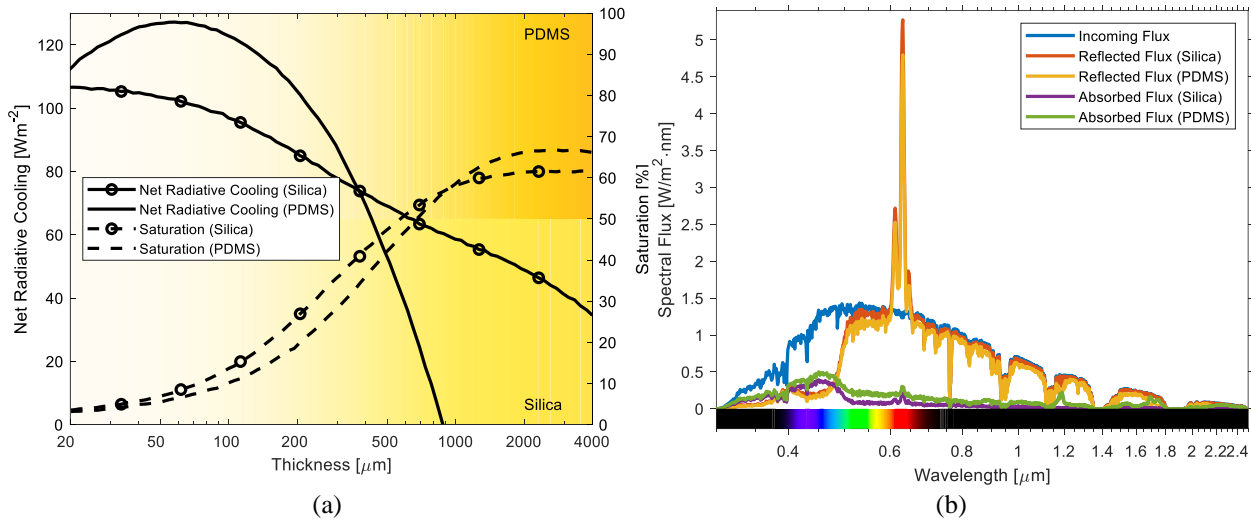 PDMS
Silica
Net Radiative Cooling [Wm-2]
0
20
40
60
80
100
120
0
10
20
30
40
50
60
70
80
90
100
Saturation [%]
20 50 100 200 500 1000 2000 4000
Thickness [μm]
Net Radiative Cooling (Silica)
Net Radiative Cooling (PDMS)
Saturation (Silica)
Saturation (PDMS)
(a)
Spectral Flux [W/m2·nm]
0
0.5
1
1.5
2
2.5
3
3.5
4
4.5
5
Incoming Flux
Reflected Flux (Silica)
Reflected Flux (PDMS)
Absorbed Flux (Silica)
Absorbed Flux (PDMS)
0.4 0.6 0.8 1 1.2 1.4 1.6 1.8 2 2.2 2.4
Wavelength [μm]
(b)